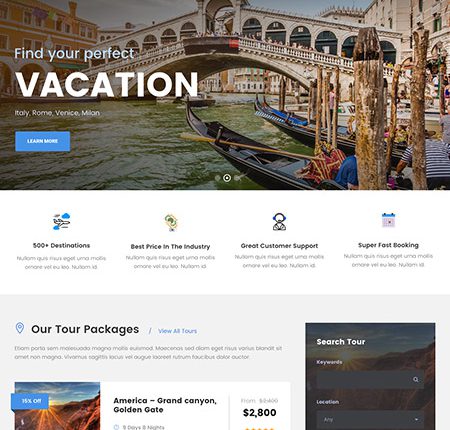 Find your perfect
VACATION
Italy, Rome, Venice, Milan
LEARN MORE
500+ Destinations
Nullam quis risus eget urna mollis
ornare vel eu leo. Nullam id.
Best Price In The Industry
Nullam quis risus eget urna mollis
ornare vel eu leo. Nullam id.
Great Customer Support
Nullam quis risus eget urna mollis
ornare vel eu leo. Nullam id.
Super Fast Booking
Nullam quis risus eget urna mollis
ornare vel eu leo. Nullam id.
Our Tour Packages / View All Tours
Etiam porta sem malesuada magna mollis euismod. Maecenas sed diam eget risus varius blandit sit
amet non magna. Vivamus sagittis lacus vel augue laoreet rutrum faucibus dolor auctor.
15% Off
America – Grand canyon,
Golden Gate
9 Days 8 Nights
From $2,400
$2,800
Search Tour
Keywords
Location
Any